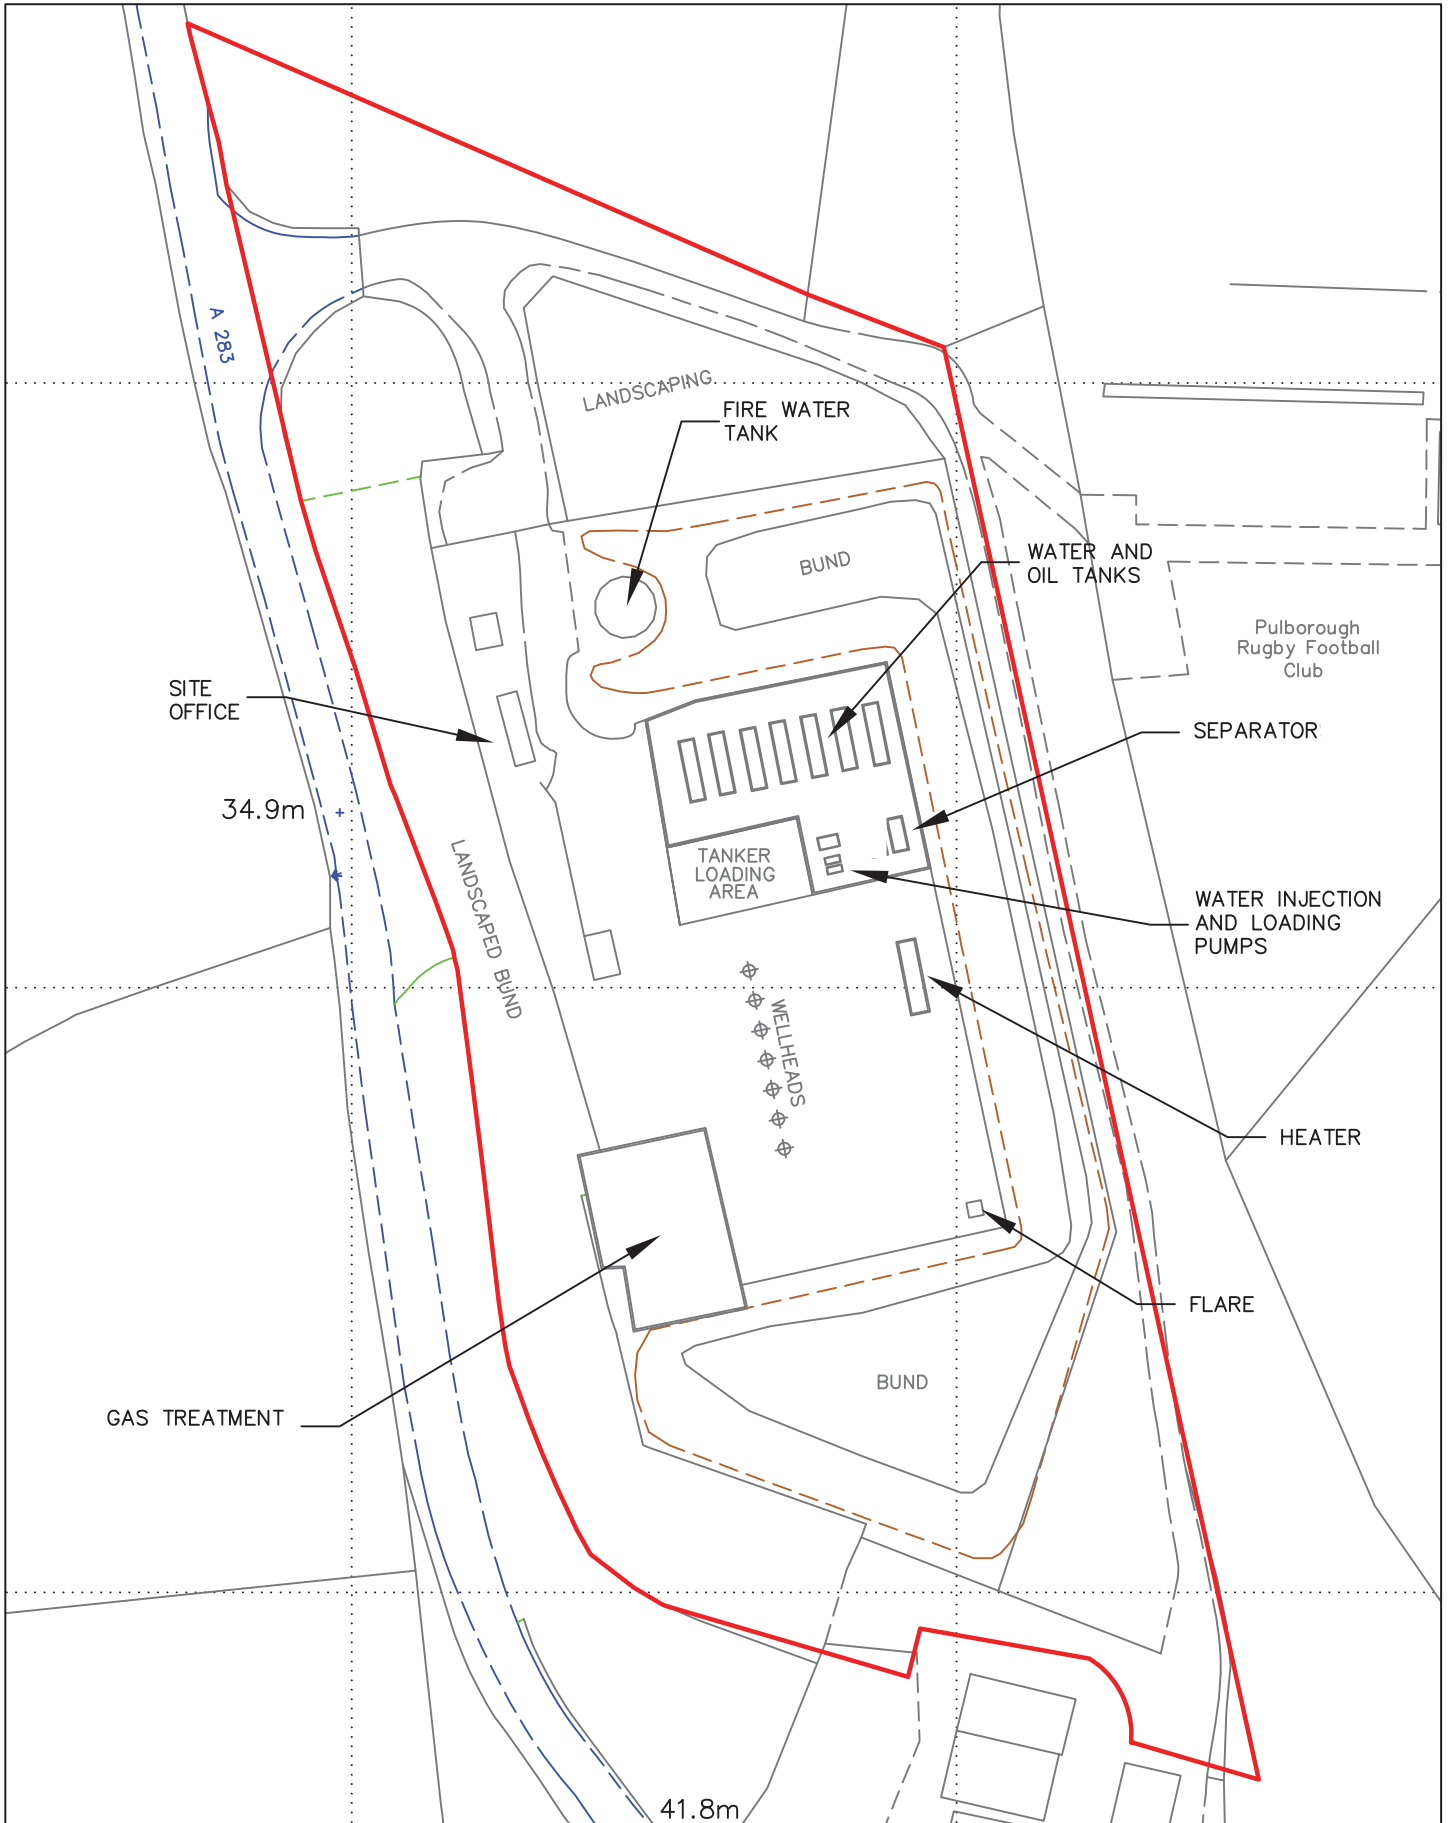 A 283
LANDSCAPING
FIRE WATER
TANK
BUND
WATER AND
OIL TANKS
Pulborough
Rugby Football
Club
SITE
OFFICE
SEPARATOR
34.9m
TANKER
LOADING
AREA
LANDSCAPED BUND
WATER INJECTION
AND LOADING
PUMPS
WELLHEADS
HEATER
FLARE
BUND
GAS TREATMENT
41.8m